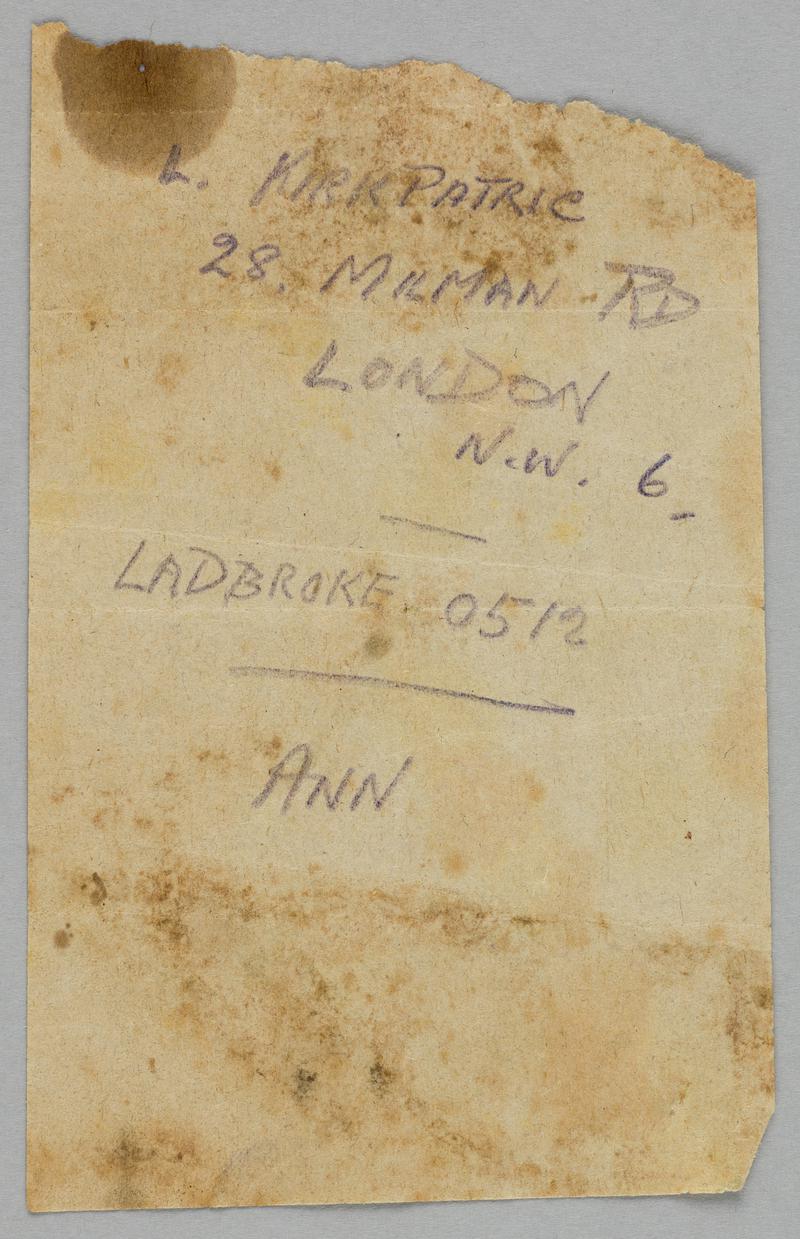 L. KIRKPATRIC
28. MILMAN RD
LONDON
N.W. 6
LADBROKE 0512
ANN